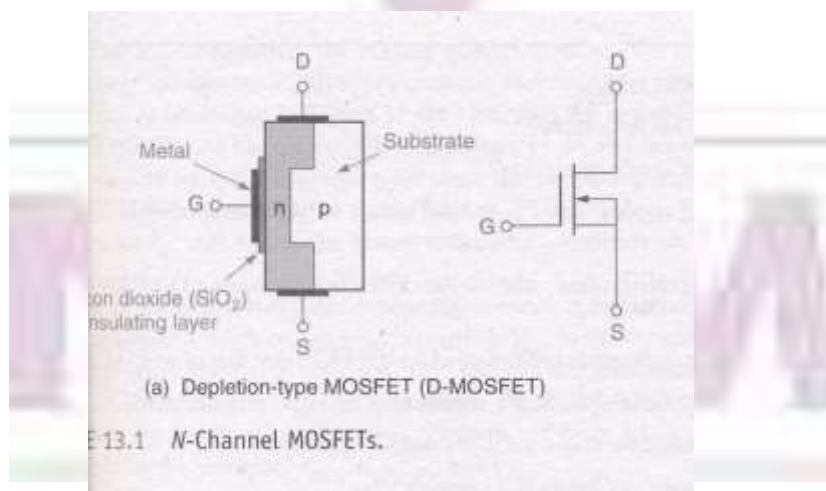 D
D
Metal
Substrate
G
n
p
G
con dioxide (SiO₂)
nsulating layer
S
S
(a) Depletion-type MOSFET (D-MOSFET)
E 13.1 N-Channel MOSFETs.